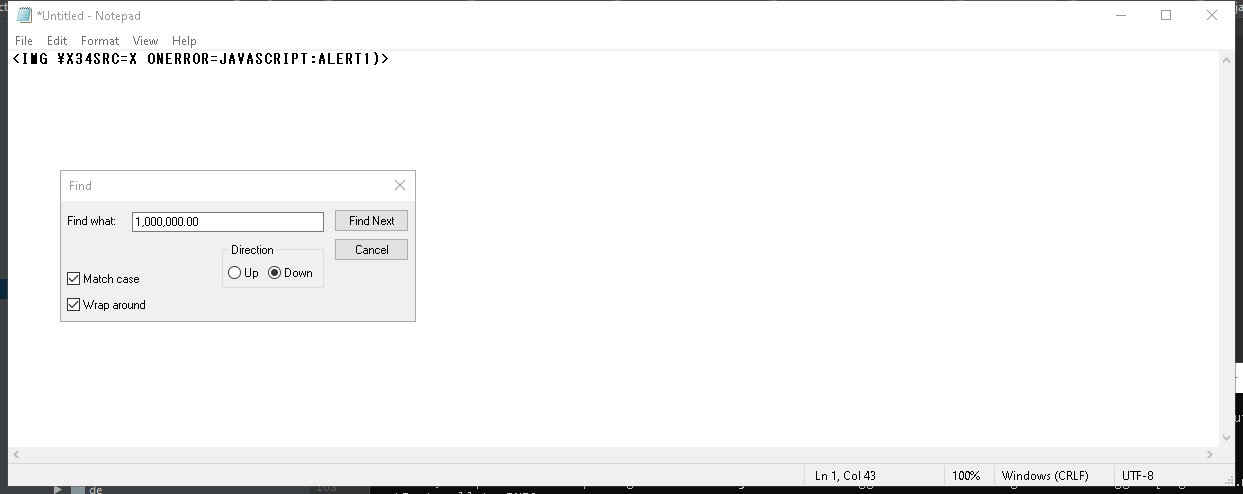 *Untitled - Notepad
File Edit Format View Help
<IMG ¥X34SRC=X ONERROR=JAVASCRIPT:ALERT1)>
Find
Find what: 1,000,000.00 Find Next
Direction Cancel
Up Down
Match case
Wrap around
Ln 1, Col 43 100% Windows (CRLF) UTF-8
de